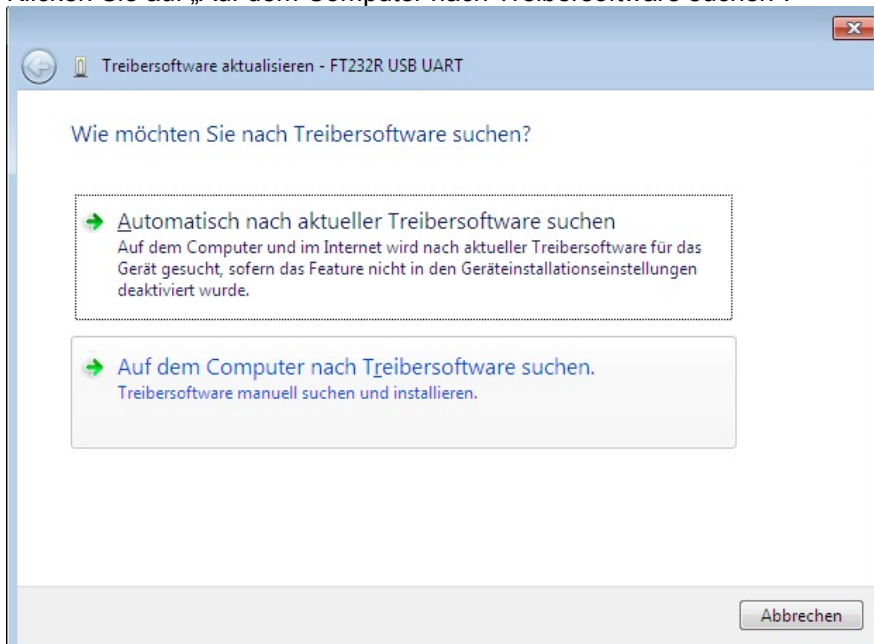 Klicken Sie auf „Auf dem Computer nach Treibersoftware suchen“.
Treibersoftware aktualisieren - FT232R USB UART
Wie möchten Sie nach Treibersoftware suchen?
Automatisch nach aktueller Treibersoftware suchen
Auf dem Computer und im Internet wird nach aktueller Treibersoftware für das
Gerät gesucht, sofern das Feature nicht in den Geräteinstallationseinstellungen
deaktiviert wurde.
Auf dem Computer nach Treibersoftware suchen.
Treibersoftware manuell suchen und installieren.
Abbrechen